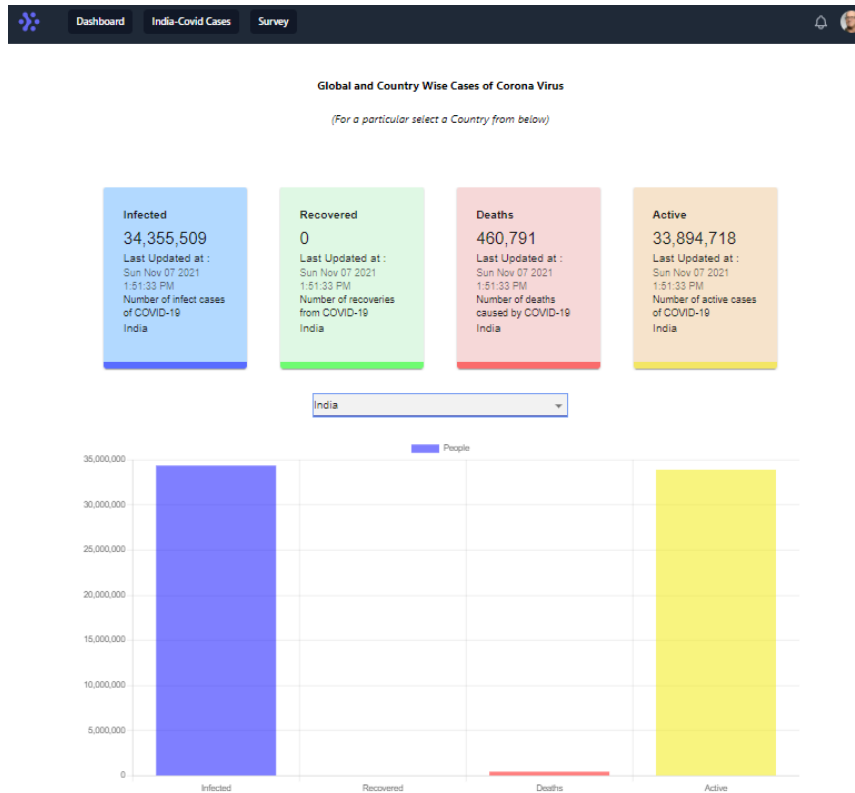 Dashboard India-Covid Cases Survey
Global and Country Wise Cases of Corona Virus
(For a particular select a Country from below)
Infected
34,355,509
Last Updated at :
Sun Nov 07 2021
1:51:33 PM
Number of infect cases
of COVID-19
India
Recovered
0
Last Updated at :
Sun Nov 07 2021
1:51:33 PM
Number of recoveries
from COVID-19
India
Deaths
460,791
Last Updated at :
Sun Nov 07 2021
1:51:33 PM
Number of deaths
caused by COVID-19
India
Active
33,894,718
Last Updated at :
Sun Nov 07 2021
1:51:33 PM
Number of active cases
of COVID-19
India
India
People
35,000,000
30,000,000
25,000,000
20,000,000
15,000,000
10,000,000
5,000,000
0
Infected Recovered Deaths Active